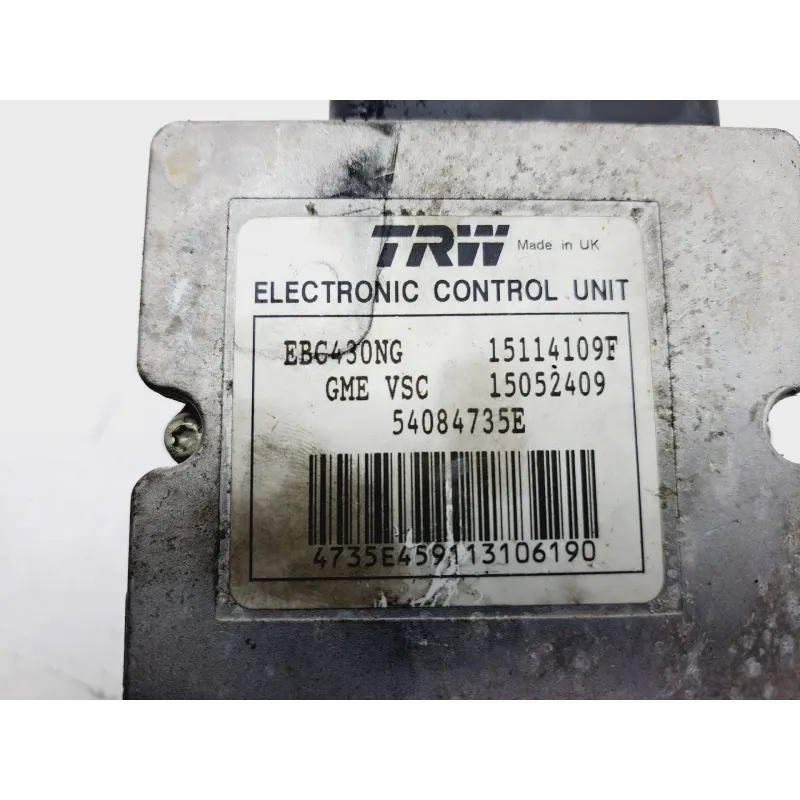 TRW Made in UK
ELECTRONIC CONTROL UNIT
EBC430NG 15114109F
GME VSC 15052409
54084735E
4735E459113106190